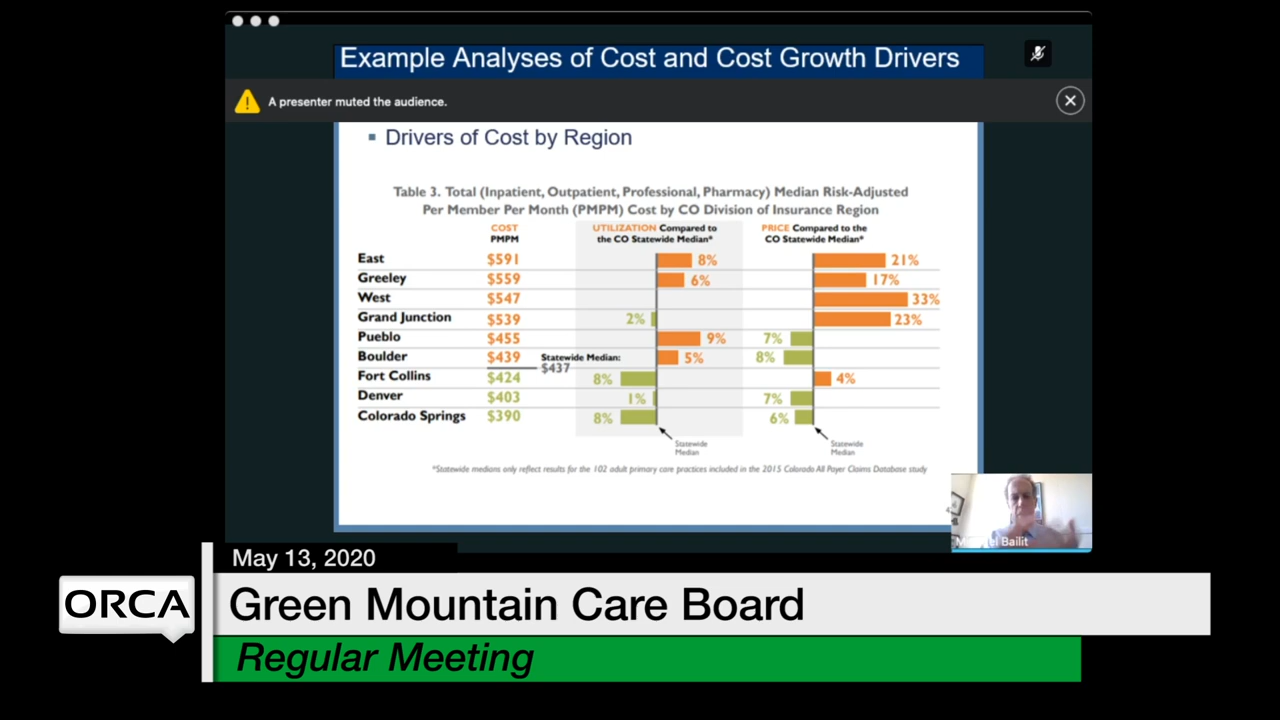 Example Analyses of Cost and Cost Growth Drivers
A presenter muted the audience.
Drivers of Cost by Region
Table 3. Total (Inpatient, Outpatient, Professional, Pharmacy) Median Risk-Adjusted
Per Member Per Month (PMPM) Cost by CO Division of Insurance Region
COST PMPM
UTILIZATION Compared to
the CO Statewide Median*
PRICE Compared to the
CO Statewide Median*
East $591 8% 21%
Greeley $559 6% 17%
West $547 33%
Grand Junction $539 2% 23%
Pueblo $455 9% 7%
Boulder $439 5% 8%
Statewide Median:
$437
Fort Collins $424 8% 4%
Denver $403 1% 7%
Colorado Springs $390 8% 6%
Statewide
Median
Statewide
Median
*Statewide medians only reflect results for the 102 adult primary care practices included in the 2015 Colorado All Payer Claims Database study
Bailit
May 13, 2020
ORCA
Green Mountain Care Board
Regular Meeting